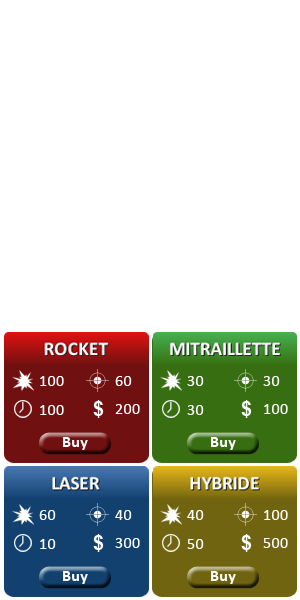 ROCKET
100 60
100 $ 200
Buy
MITRAILLETTE
30 30
30 $ 100
Buy
LASER
60 40
10 $ 300
Buy
HYBRIDE
40 100
50 $ 500
Buy